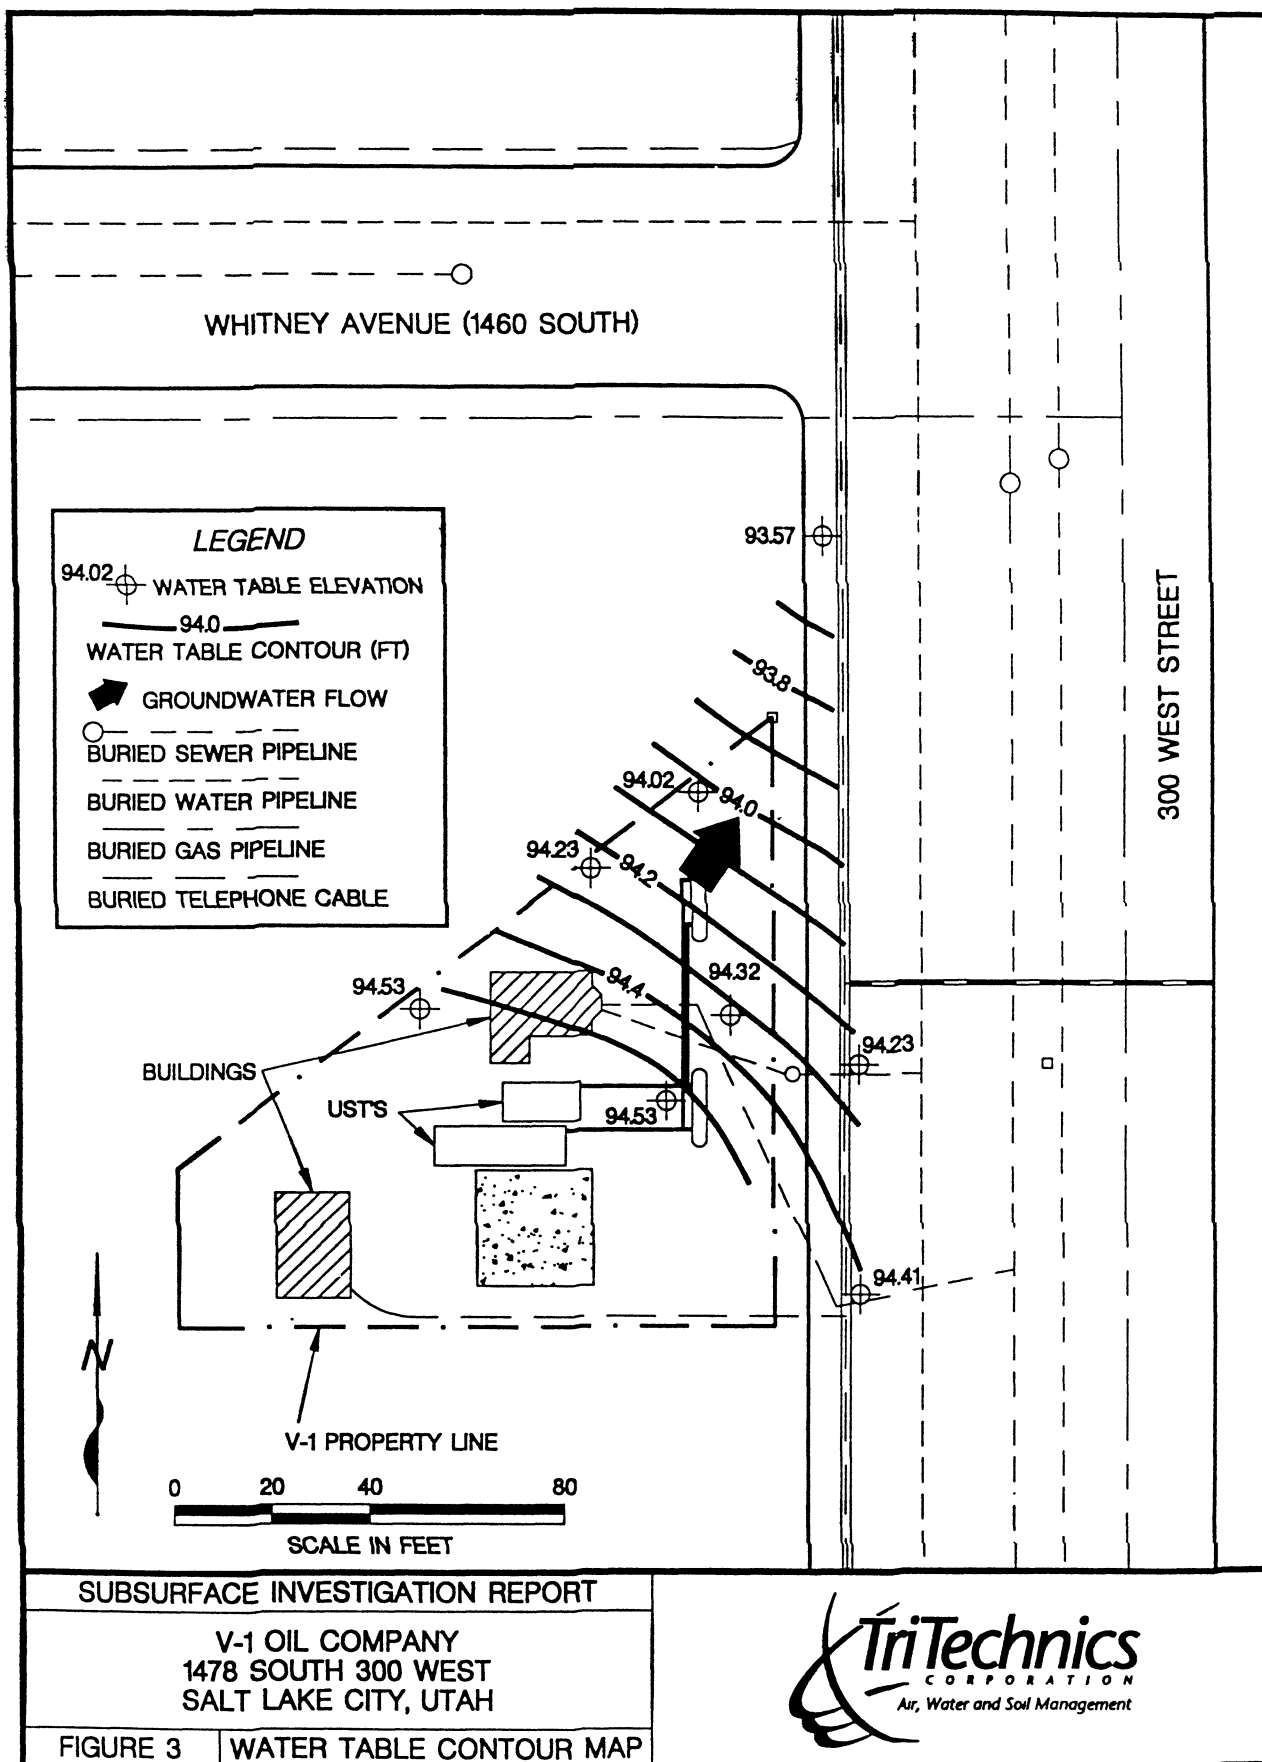 WHITNEY AVENUE (1460 SOUTH)
LEGEND
94.02 WATER TABLE ELEVATION
94.0
WATER TABLE CONTOUR (FT)
GROUNDWATER FLOW
BURIED SEWER PIPELINE
BURIED WATER PIPELINE
BURIED GAS PIPELINE
BURIED TELEPHONE CABLE
93.57
300 WEST STREET
93.8
94.02
94.0
94.23
94.2
94.32
94.4
94.53
94.23
BUILDINGS
UST'S
94.53
94.41
N
V-1 PROPERTY LINE
0 20 40 80
SCALE IN FEET
SUBSURFACE INVESTIGATION REPORT
V-1 OIL COMPANY
1478 SOUTH 300 WEST
SALT LAKE CITY, UTAH
FIGURE 3 WATER TABLE CONTOUR MAP
TriTechnics
CORPORATION
Air, Water and Soil Management